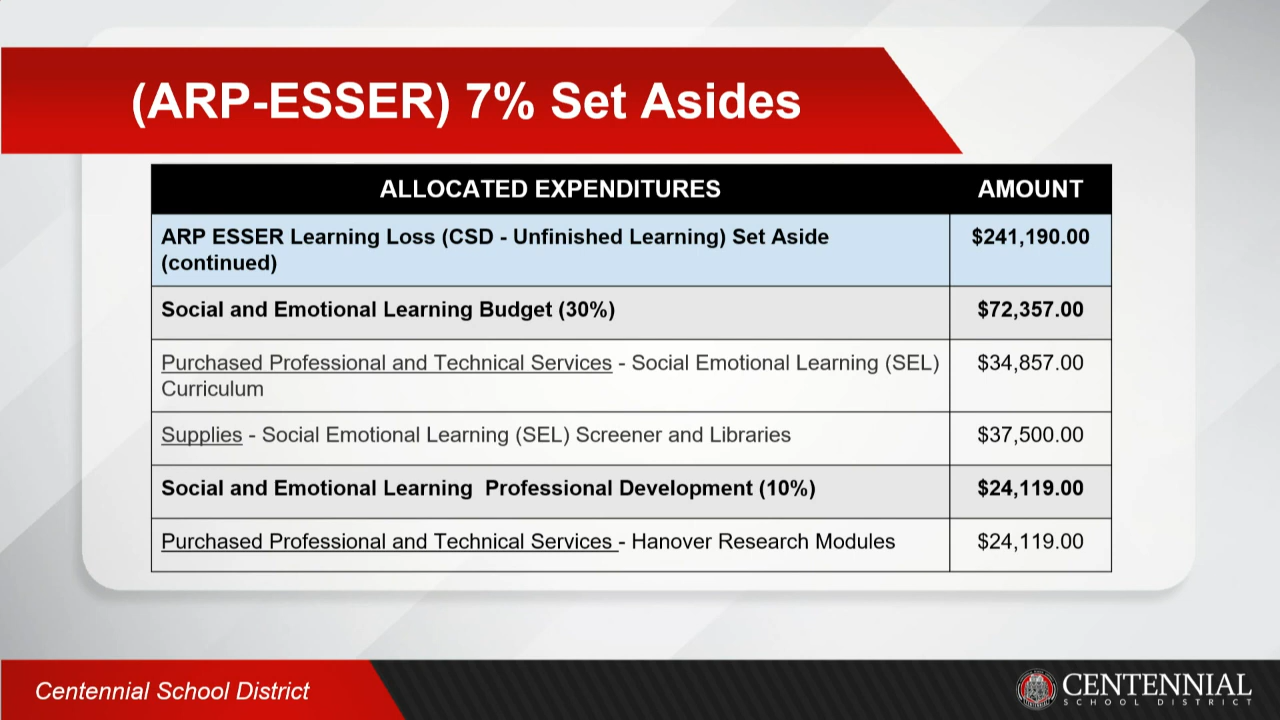 (ARP-ESSER) 7% Set Asides
ALLOCATED EXPENDITURES AMOUNT
ARP ESSER Learning Loss (CSD - Unfinished Learning) Set Aside $241,190.00
(continued)
Social and Emotional Learning Budget (30%) $72,357.00
Purchased Professional and Technical Services - Social Emotional Learning (SEL) $34,857.00
Curriculum
Supplies - Social Emotional Learning (SEL) Screener and Libraries $37,500.00
Social and Emotional Learning  Professional Development (10%) $24,119.00
Purchased Professional and Technical Services - Hanover Research Modules $24,119.00
Centennial School District
CENTENNIAL
SCHOOL DISTRICT